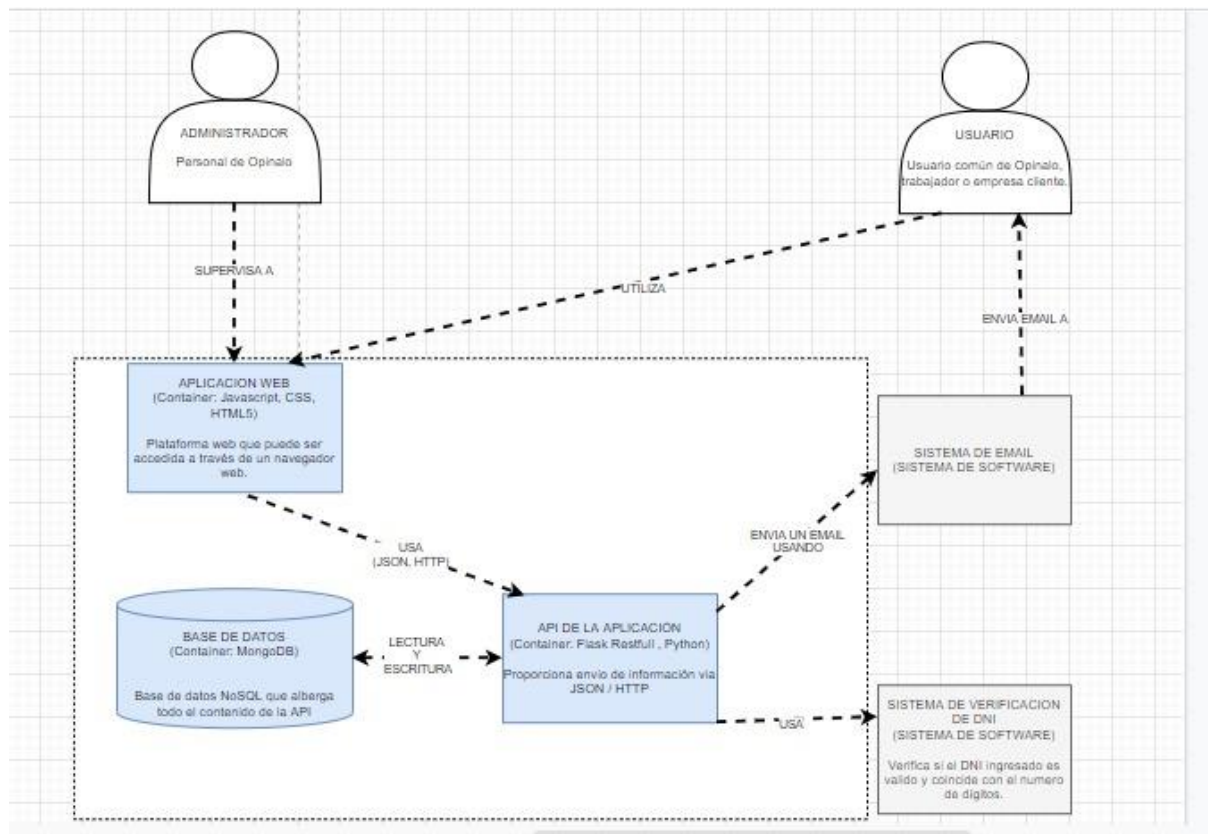 ADMINISTRADOR
Personal de Opinalo
USUARIO
Usuario común de Opinalo,
trabajador o empresa cliente.
SUPERVISA A
UTILIZA
ENVIA EMAIL A
APLICACION WEB
(Container: Javascript, CSS,
HTML5)
Plataforma web que puede ser
accedida a través de un navegador
web.
SISTEMA DE EMAIL
(SISTEMA DE SOFTWARE)
USA
(JSON, HTTP)
ENVIA UN EMAIL
USANDO
BASE DE DATOS
(Container: MongoDB)
Base de datos NoSQL que alberga
todo el contenido de la API
LECTURA
Y
ESCRITURA
API DE LA APLICACIÓN
(Container: Flask Restfull , Python)
Proporciona envio de información via
JSON / HTTP
USA
SISTEMA DE VERIFICACION
DE DNI
(SISTEMA DE SOFTWARE)
Verifica si el DNI ingresado es
valido y coincide con el numero
de digitos.